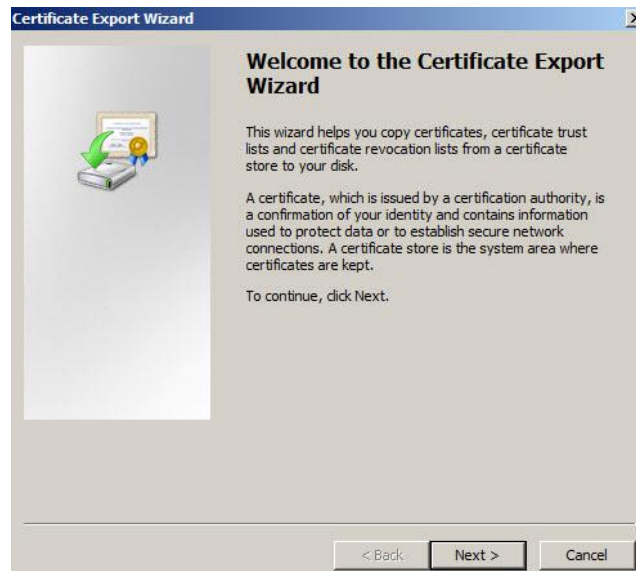 Certificate Export Wizard
Welcome to the Certificate Export
Wizard
This wizard helps you copy certificates, certificate trust
lists and certificate revocation lists from a certificate
store to your disk.
A certificate, which is issued by a certification authority, is
a confirmation of your identity and contains information
used to protect data or to establish secure network
connections. A certificate store is the system area where
certificates are kept.
To continue, click Next.
< Back Next > Cancel